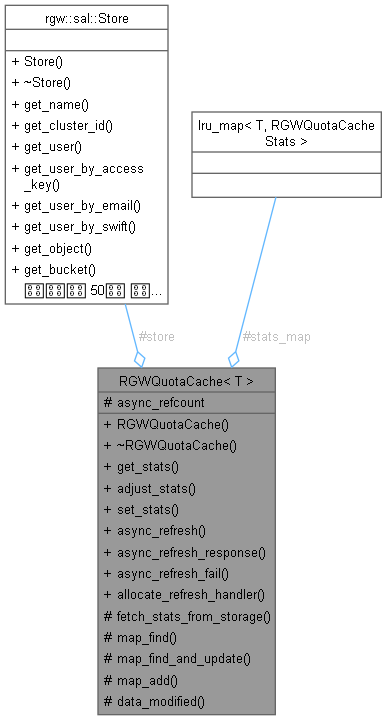 rgw::sal::Store
+ Store()
+ ~Store()
+ get_name()
+ get_cluster_id()
+ get_user()
+ get_user_by_access
_key()
+ get_user_by_email()
+ get_user_by_swift()
+ get_object()
+ get_bucket()
50 ...
lru_map< T, RGWQuotaCache
Stats >
#store
#stats_map
RGWQuotaCache< T >
# async_refcount
+ RGWQuotaCache()
+ ~RGWQuotaCache()
+ get_stats()
+ adjust_stats()
+ set_stats()
+ async_refresh()
+ async_refresh_response()
+ async_refresh_fail()
+ allocate_refresh_handler()
# fetch_stats_from_storage()
# map_find()
# map_find_and_update()
# map_add()
# data_modified()